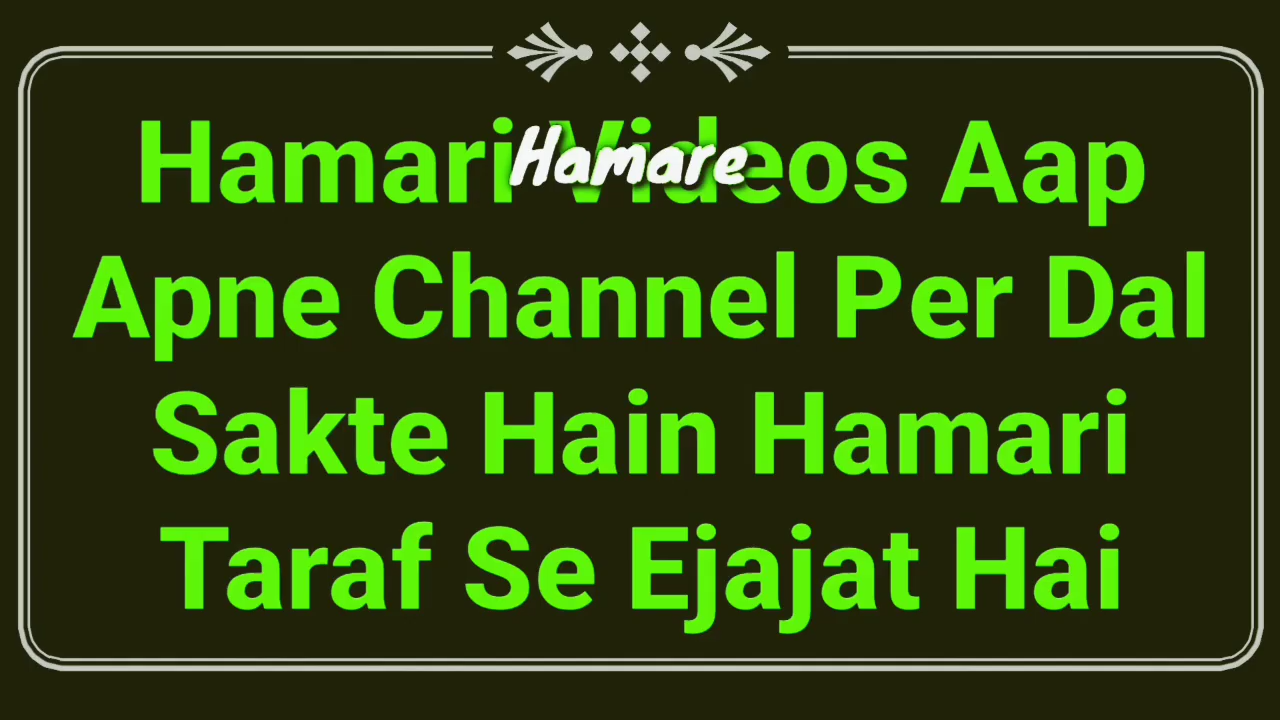 Hamari Videos Aap
Hamare
Apne Channel Per Dal
Sakte Hain Hamari
Taraf Se Ejajat Hai